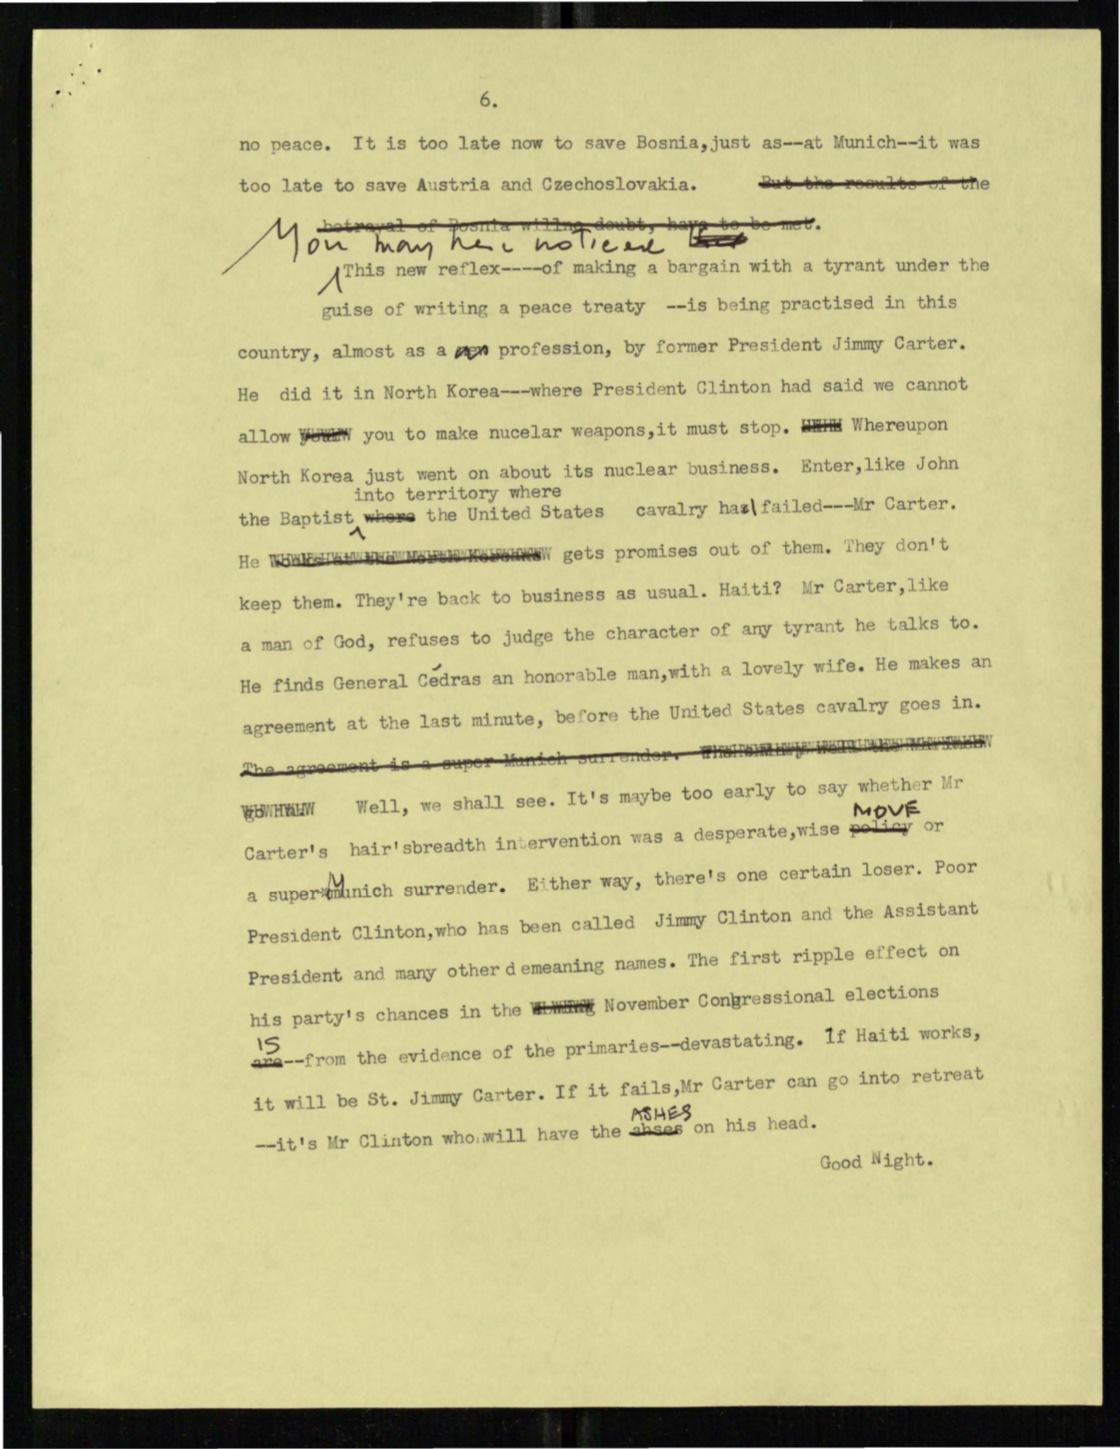 6.
no peace. It is too late now to save Bosnia,just as--at Munich--it was
too late to save Austria and Czechoslovakia. But the results of the
betrayal of Bosnia willno doubt, have to be met.
You may have noticed
This new reflex----of making a bargain with a tyrant under the
guise of writing a peace treaty --is being practised in this
country, almost as a profession, by former President Jimmy Carter.
He did it in North Korea---where President Clinton had said we cannot
allow you to make nucelar weapons,it must stop. Whereupon
North Korea just went on about its nuclear business. Enter,like John
into territory where
the Baptist where the United States cavalry has failed---Mr Carter.
He gets promises out of them. They don't
keep them. They're back to business as usual. Haiti? Mr Carter,like
a man of God, refuses to judge the character of any tyrant he talks to.
He finds General Cédras an honorable man,with a lovely wife. He makes an
agreement at the last minute, before the United States cavalry goes in.
The agreement is a super Munich surrender.
Well, we shall see. It's maybe too early to say whether Mr
MOVE
Carter's hair'sbreadth intervention was a desperate,wise policy or
a super-Munich surrender. Either way, there's one certain loser. Poor
President Clinton,who has been called Jimmy Clinton and the Assistant
President and many other demeaning names. The first ripple effect on
his party's chances in the November Congressional elections
IS
are--from the evidence of the primaries--devastating. If Haiti works,
it will be St. Jimmy Carter. If it fails,Mr Carter can go into retreat
ASHES
--it's Mr Clinton who will have the ahses on his head.
Good Night.